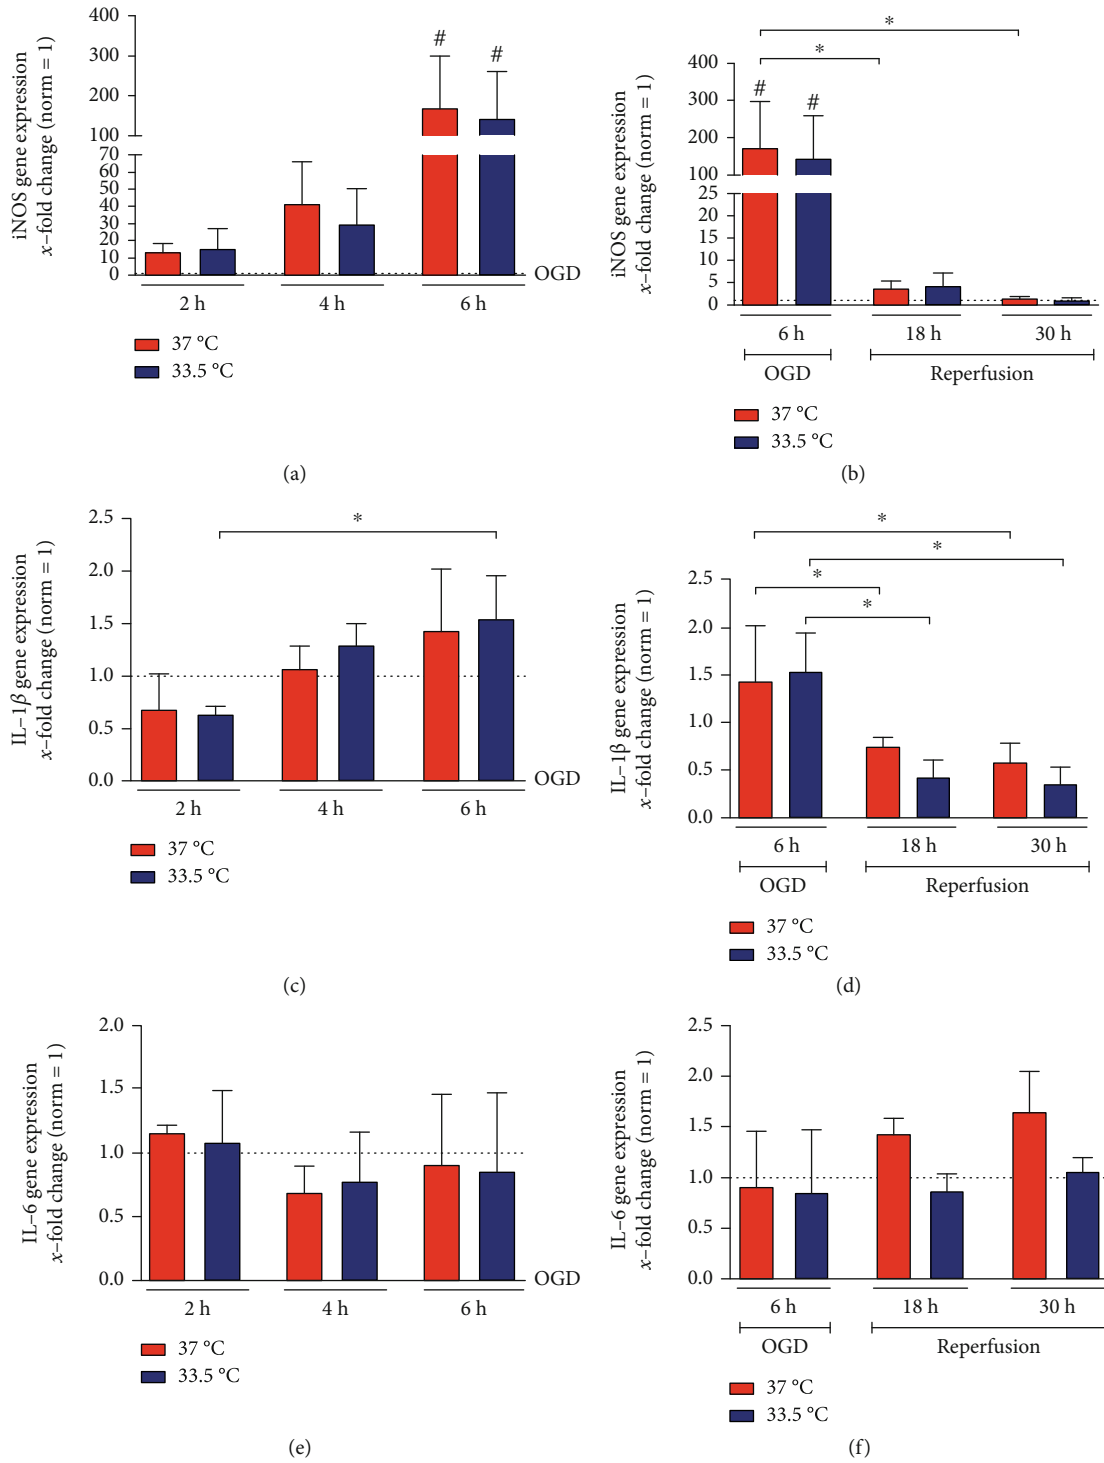 iNOS gene expression
x–fold change (norm = 1)
400
300
200
100
70
60
50
40
30
20
10
0
#
#
OGD
2 h
4 h
6 h
37 °C
33.5 °C
(a)
iNOS gene expression
x–fold change (norm = 1)
400
300
200
100
25
20
15
10
5
0
*
*
#
#
6 h
18 h
30 h
OGD
Reperfusion
37 °C
33.5 °C
(b)
IL–1β gene expression
x–fold change (norm = 1)
2.5
2.0
1.5
1.0
0.5
0.0
*
OGD
2 h
4 h
6 h
37 °C
33.5 °C
(c)
IL–1β gene expression
x–fold change (norm = 1)
2.5
2.0
1.5
1.0
0.5
0.0
*
*
*
*
6 h
18 h
30 h
OGD
Reperfusion
37 °C
33.5 °C
(d)
IL–6 gene expression
x–fold change (norm = 1)
2.0
1.5
1.0
0.5
0.0
OGD
2 h
4 h
6 h
37 °C
33.5 °C
(e)
IL–6 gene expression
x–fold change (norm = 1)
2.5
2.0
1.5
1.0
0.5
0.0
6 h
18 h
30 h
OGD
Reperfusion
37 °C
33.5 °C
(f)